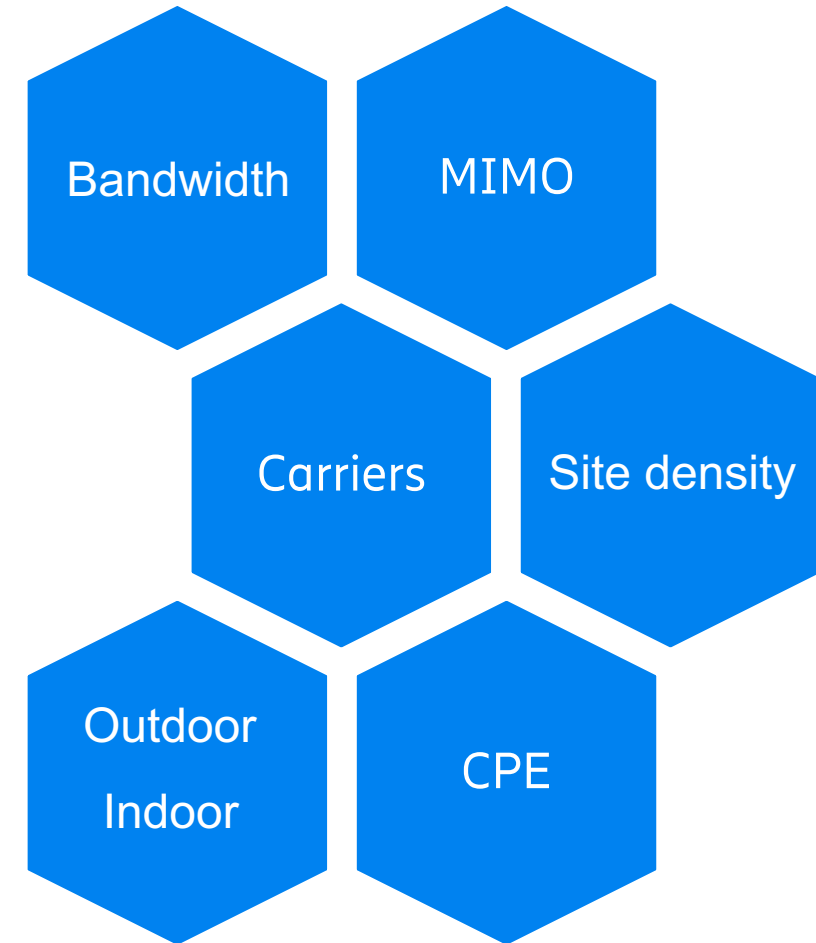 Bandwidth
MIMO
Carriers
Site density
Outdoor
Indoor
CPE